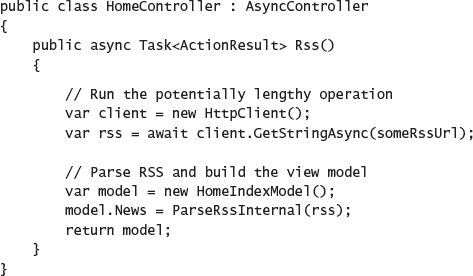 public class HomeController : AsyncController
{
    public async Task<ActionResult> Rss()
    {
        // Run the potentially lengthy operation
        var client = new HttpClient();
        var rss = await client.GetStringAsync(someRssUrl);
        // Parse RSS and build the view model
        var model = new HomeIndexModel();
        model.News = ParseRssInternal(rss);
        return model;
    }
}